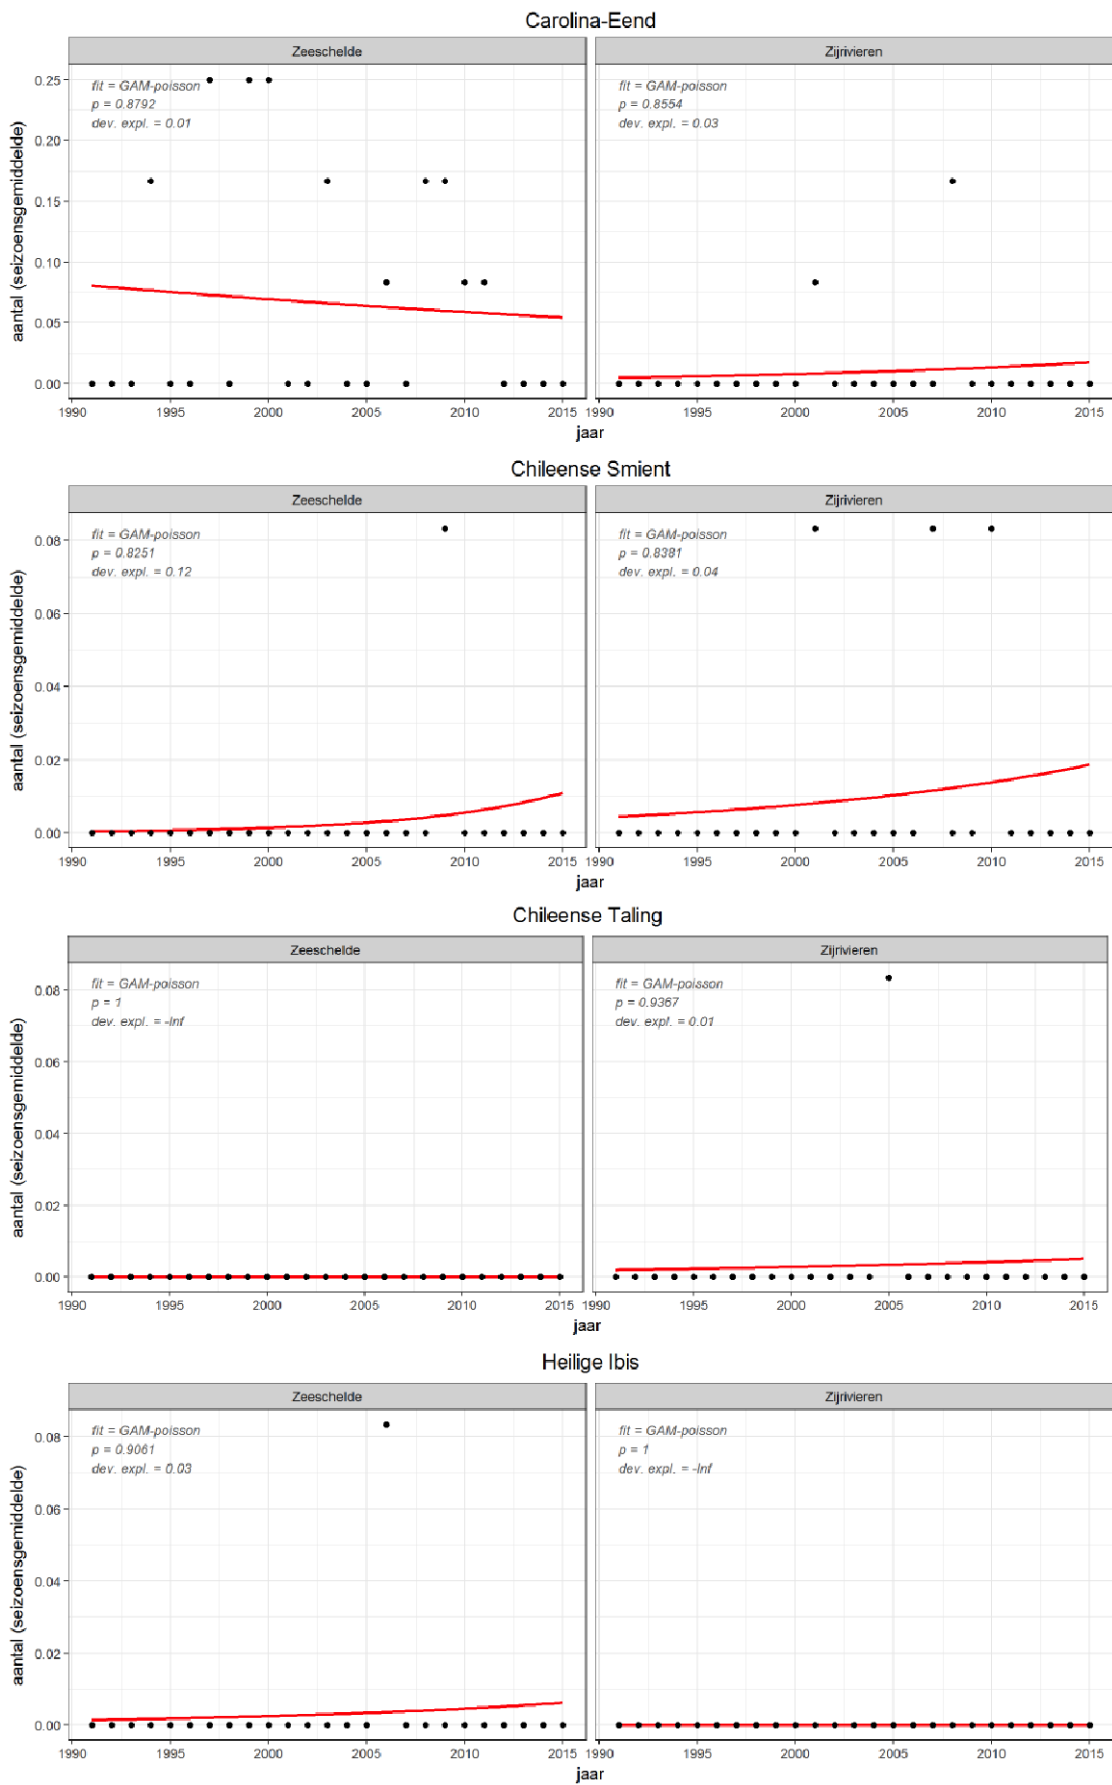 Carolina-Eend
Zeeschelde
Zijrivieren
fit = GAM-poisson
p = 0.8792
dev. expl. = 0.01
fit = GAM-poisson
p = 0.8554
dev. expl. = 0.03
aantal (seizoensgemiddelde)
0.25
0.20
0.15
0.10
0.05
0.00
1990 1995 2000 2005 2010 2015 1990 1995 2000 2005 2010 2015
jaar
Chileense Smient
Zeeschelde
Zijrivieren
fit = GAM-poisson
p = 0.8251
dev. expl. = 0.12
fit = GAM-poisson
p = 0.8381
dev. expl. = 0.04
aantal (seizoensgemiddelde)
0.08
0.06
0.04
0.02
0.00
1990 1995 2000 2005 2010 2015 1990 1995 2000 2005 2010 2015
jaar
Chileense Taling
Zeeschelde
Zijrivieren
fit = GAM-poisson
p = 1
dev. expl. = -Inf
fit = GAM-poisson
p = 0.9367
dev. expl. = 0.01
aantal (seizoensgemiddelde)
0.08
0.06
0.04
0.02
0.00
1990 1995 2000 2005 2010 2015 1990 1995 2000 2005 2010 2015
jaar
Heilige Ibis
Zeeschelde
Zijrivieren
fit = GAM-poisson
p = 0.9061
dev. expl. = 0.03
fit = GAM-poisson
p = 1
dev. expl. = -Inf
aantal (seizoensgemiddelde)
0.08
0.06
0.04
0.02
0.00
1990 1995 2000 2005 2010 2015 1990 1995 2000 2005 2010 2015
jaar